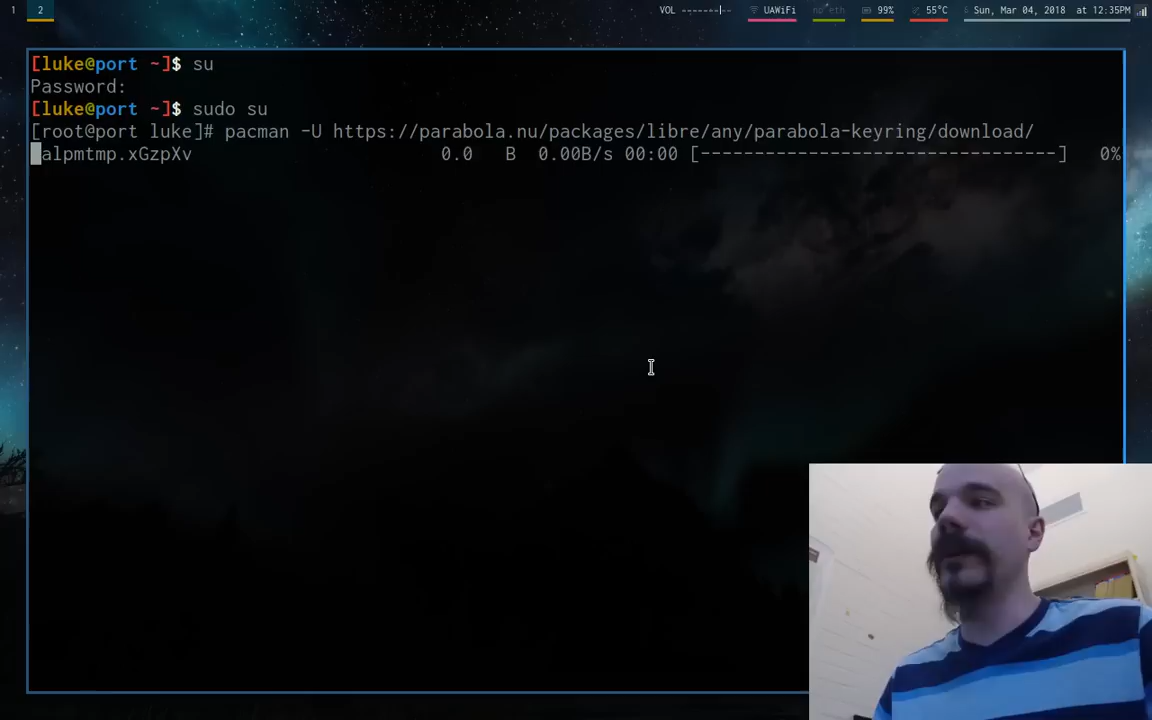 1 2 VOL --------|-- UAWiFi no eth 99% 55°C Sun, Mar 04, 2018 at 12:35PM
[luke@port ~]$ su
Password:
[luke@port ~]$ sudo su
[root@port luke]# pacman -U https://parabola.nu/packages/libre/any/parabola-keyring/download/
alpmtmp.xGzpXv 0.0 B 0.00B/s 00:00 [---------------------------------] 0%